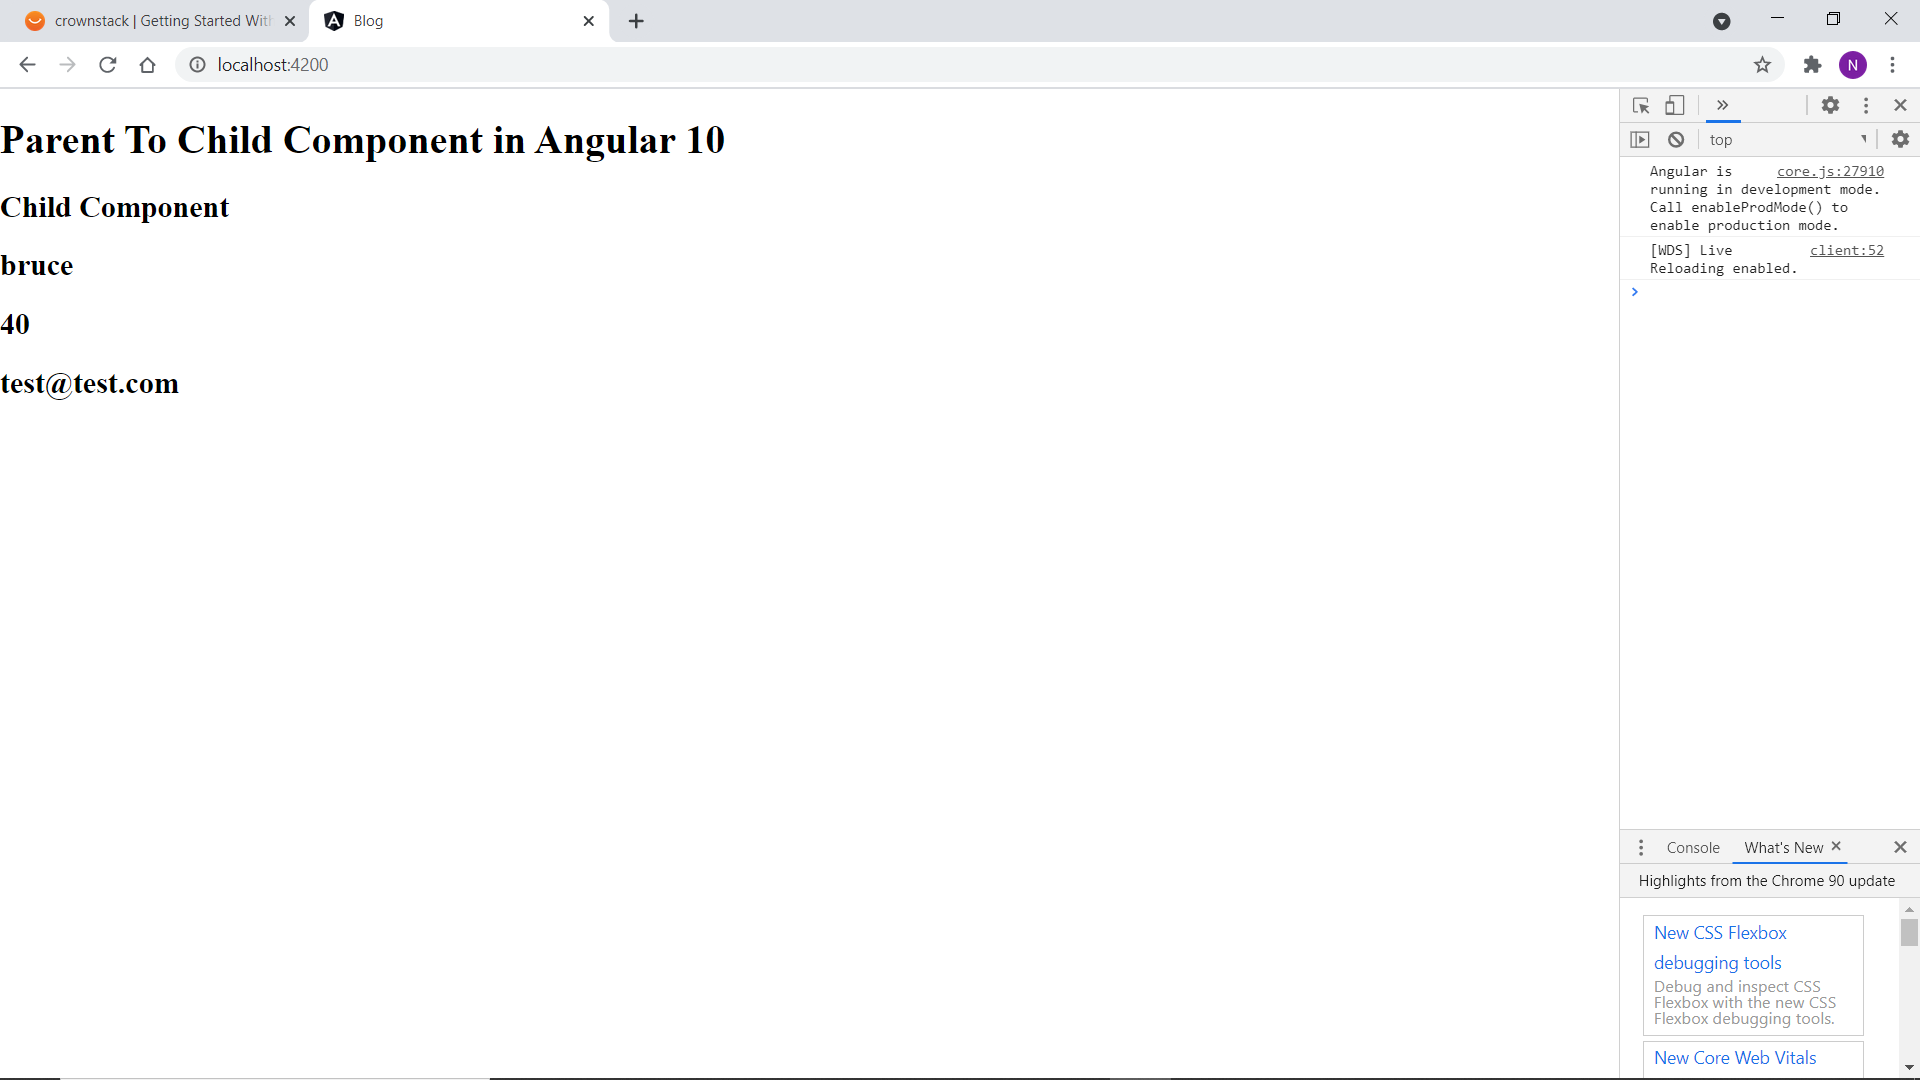 crownstack | Getting Started With
Blog
localhost:4200
N
Parent To Child Component in Angular 10
Child Component
bruce
40
test@test.com
top
Angular is core.js:27910
running in development mode.
Call enableProdMode() to
enable production mode.
[WDS] Live client:52
Reloading enabled.
Console What's New
Highlights from the Chrome 90 update
New CSS Flexbox
debugging tools
Debug and inspect CSS
Flexbox with the new CSS
Flexbox debugging tools.
New Core Web Vitals